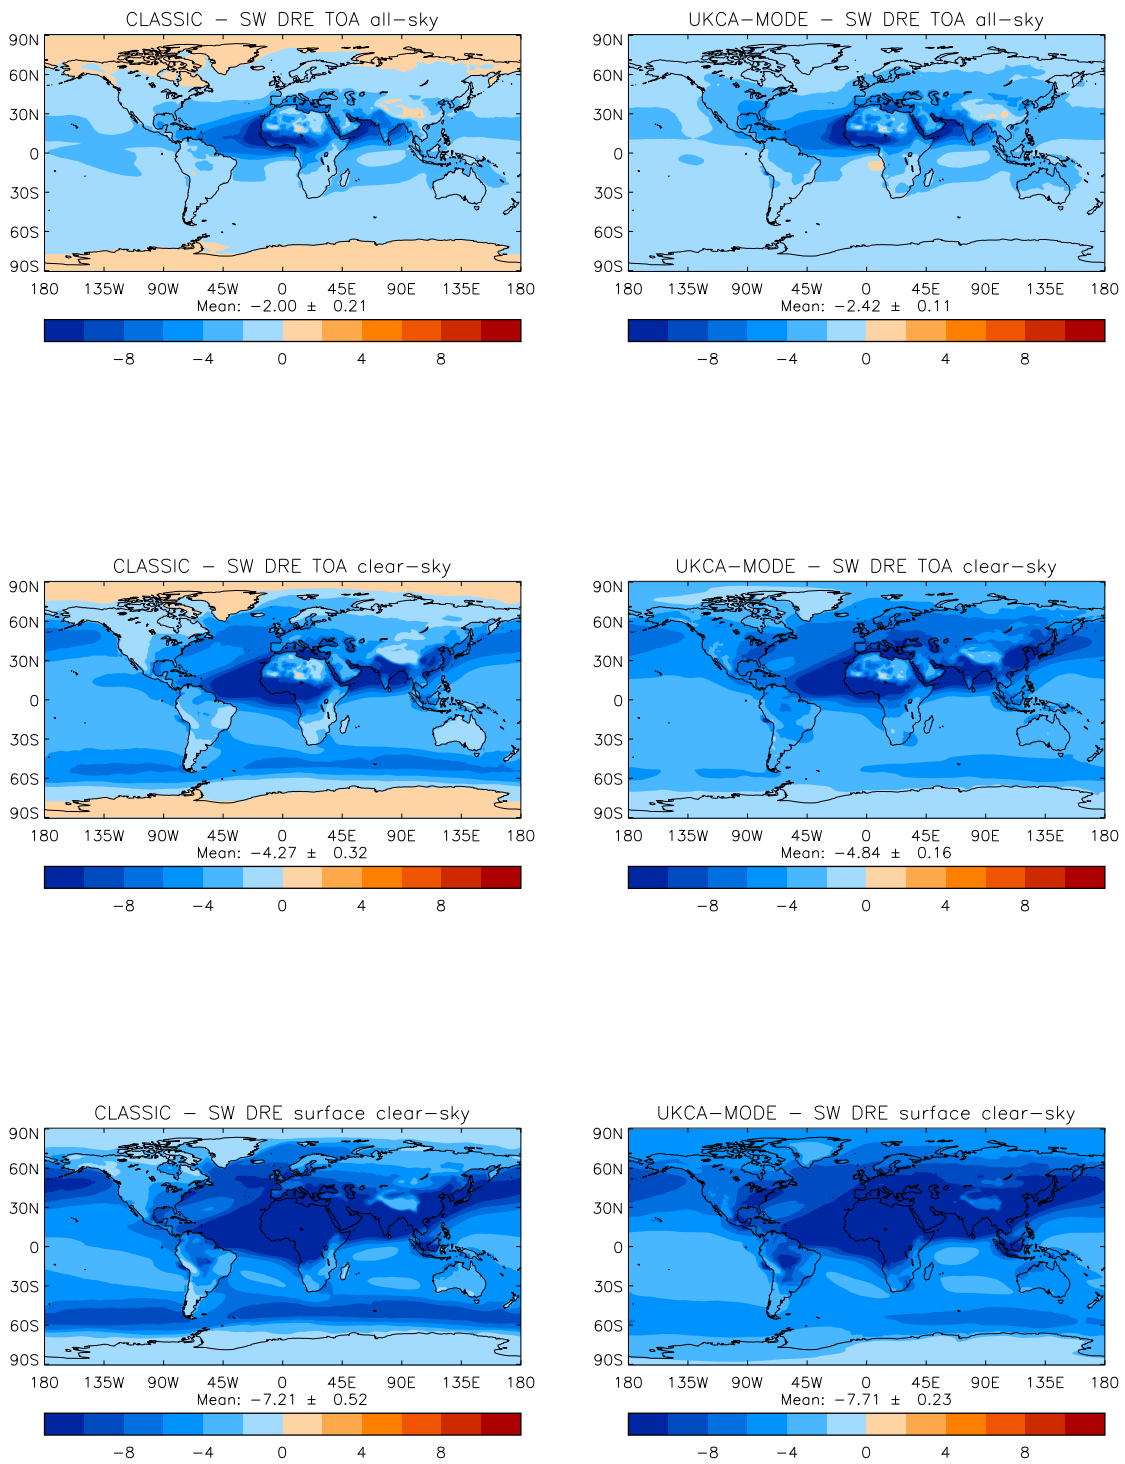 CLASSIC − SW DRE TOA all−sky
90N
60N
30N
0
30S
60S
90S
180 135W 90W 45W 0 45E 90E 135E 180
Mean: −2.00 ± 0.21
−8 −4 0 4 8
UKCA−MODE − SW DRE TOA all−sky
90N
60N
30N
0
30S
60S
90S
180 135W 90W 45W 0 45E 90E 135E 180
Mean: −2.42 ± 0.11
−8 −4 0 4 8
CLASSIC − SW DRE TOA clear−sky
90N
60N
30N
0
30S
60S
90S
180 135W 90W 45W 0 45E 90E 135E 180
Mean: −4.27 ± 0.32
−8 −4 0 4 8
UKCA−MODE − SW DRE TOA clear−sky
90N
60N
30N
0
30S
60S
90S
180 135W 90W 45W 0 45E 90E 135E 180
Mean: −4.84 ± 0.16
−8 −4 0 4 8
CLASSIC − SW DRE surface clear−sky
90N
60N
30N
0
30S
60S
90S
180 135W 90W 45W 0 45E 90E 135E 180
Mean: −7.21 ± 0.52
−8 −4 0 4 8
UKCA−MODE − SW DRE surface clear−sky
90N
60N
30N
0
30S
60S
90S
180 135W 90W 45W 0 45E 90E 135E 180
Mean: −7.71 ± 0.23
−8 −4 0 4 8